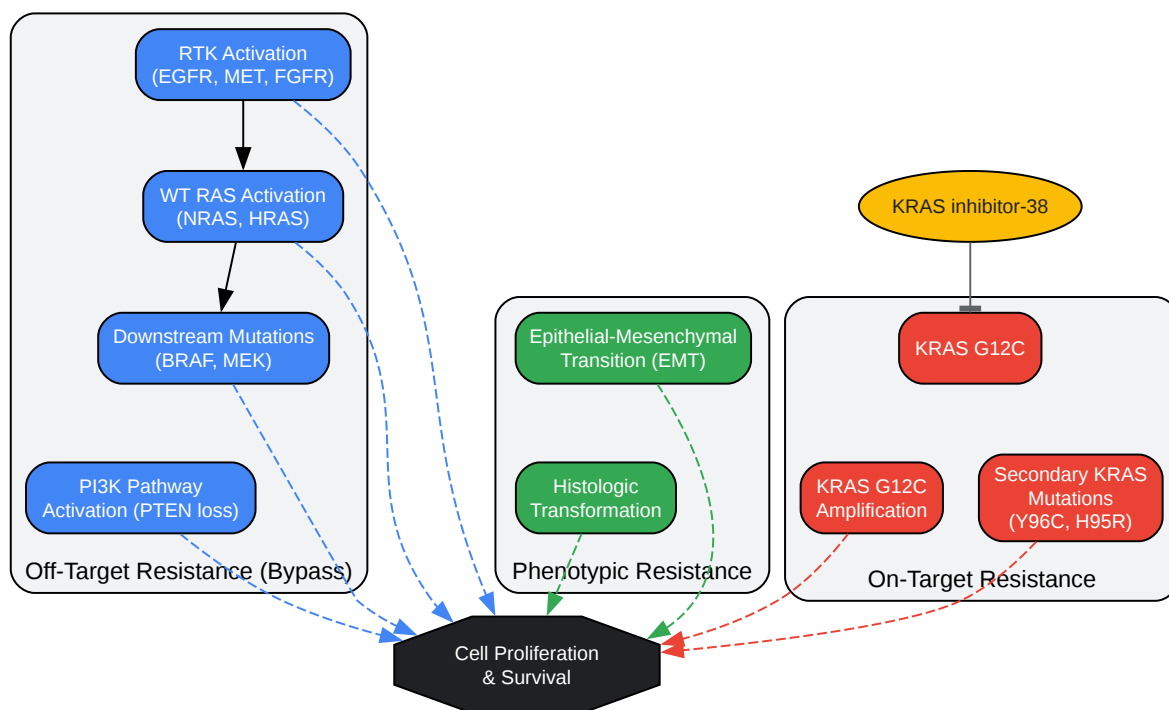 RTK Activation
(EGFR, MET, FGFR)
WT RAS Activation
(NRAS, HRAS)
Downstream Mutations
(BRAF, MEK)
PI3K Pathway
Activation (PTEN loss)
Off-Target Resistance (Bypass)
Epithelial-Mesenchymal
Transition (EMT)
Histologic
Transformation
Phenotypic Resistance
KRAS inhibitor-38
KRAS G12C
KRAS G12C
Amplification
Secondary KRAS
Mutations
(Y96C, H95R)
On-Target Resistance
Cell Proliferation
& Survival